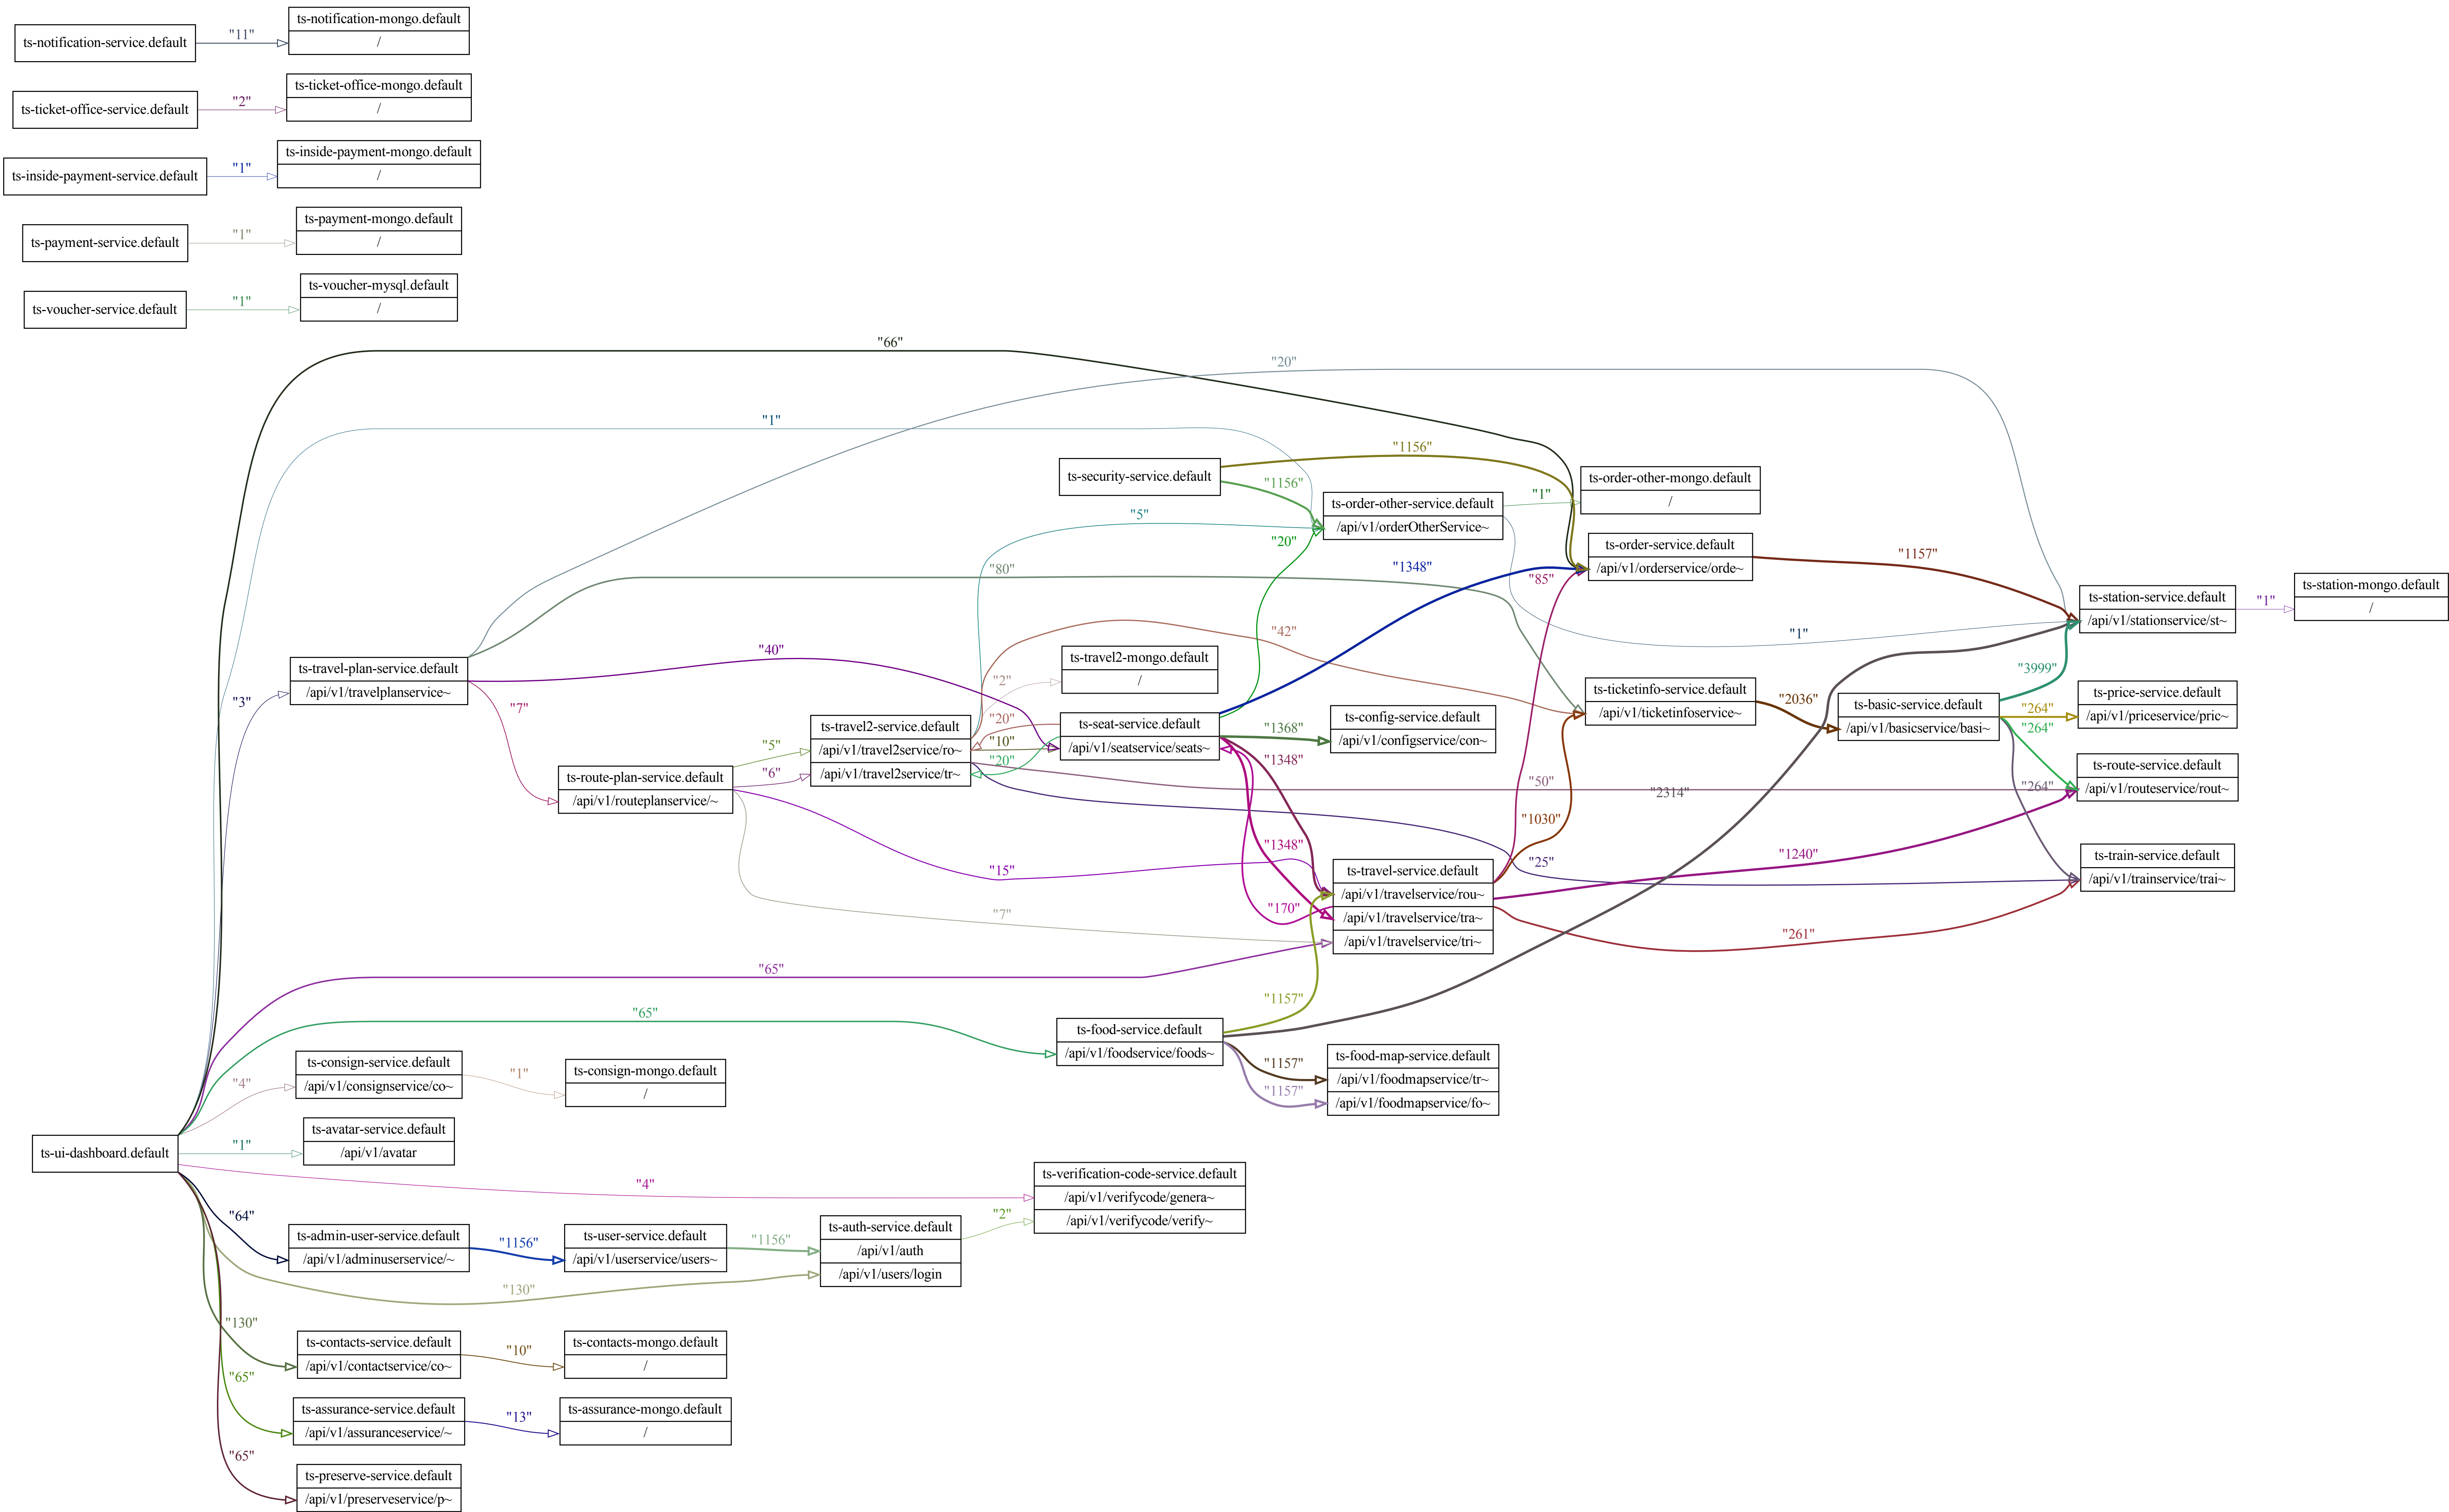 ts-notification-service.default
"11"
ts-notification-mongo.default
/
ts-ticket-office-service.default
"2"
ts-ticket-office-mongo.default
/
ts-inside-payment-service.default
"1"
ts-inside-payment-mongo.default
/
ts-payment-service.default
"1"
ts-payment-mongo.default
/
ts-voucher-service.default
"1"
ts-voucher-mysql.default
/
"66"
"20"
"1"
"1156"
ts-security-service.default
"1156"
ts-order-other-service.default
/api/v1/orderOtherService~
"1"
ts-order-other-mongo.default
/
"5"
"20"
ts-order-service.default
/api/v1/orderservice/orde~
"1157"
"80"
"1348"
"85"
ts-station-service.default
/api/v1/stationservice/st~
"1"
ts-station-mongo.default
/
"42"
"1"
"3"
ts-travel-plan-service.default
/api/v1/travelplanservice~
"40"
"7"
ts-travel2-mongo.default
/
"2"
"3999"
ts-ticketinfo-service.default
/api/v1/ticketinfoservice~
"2036"
ts-basic-service.default
/api/v1/basicservice/basi~
ts-price-service.default
/api/v1/priceservice/pric~
"264"
"264"
"264"
ts-route-service.default
/api/v1/routeservice/rout~
ts-route-plan-service.default
/api/v1/routeplanservice/~
"5"
"6"
ts-travel2-service.default
/api/v1/travel2service/ro~
/api/v1/travel2service/tr~
"20"
"10"
"20"
ts-seat-service.default
/api/v1/seatservice/seats~
"1368"
"1348"
ts-config-service.default
/api/v1/configservice/con~
"50"
"2314"
"1030"
"1348"
"15"
"25"
"1240"
ts-train-service.default
/api/v1/trainservice/trai~
"7"
"170"
ts-travel-service.default
/api/v1/travelservice/rou~
/api/v1/travelservice/tra~
/api/v1/travelservice/tri~
"261"
"65"
"65"
"1157"
ts-food-service.default
/api/v1/foodservice/foods~
"1157"
"1157"
ts-food-map-service.default
/api/v1/foodmapservice/tr~
/api/v1/foodmapservice/fo~
"4"
ts-consign-service.default
/api/v1/consignservice/co~
"1"
ts-consign-mongo.default
/
ts-ui-dashboard.default
"1"
ts-avatar-service.default
/api/v1/avatar
"4"
ts-verification-code-service.default
/api/v1/verifycode/genera~
/api/v1/verifycode/verify~
"64"
ts-admin-user-service.default
/api/v1/adminuserservice/~
"1156"
ts-user-service.default
/api/v1/userservice/users~
"1156"
ts-auth-service.default
/api/v1/auth
/api/v1/users/login
"2"
"130"
"130"
ts-contacts-service.default
/api/v1/contactservice/co~
"10"
ts-contacts-mongo.default
/
"65"
ts-assurance-service.default
/api/v1/assuranceservice/~
"13"
ts-assurance-mongo.default
/
"65"
ts-preserve-service.default
/api/v1/preserveservice/p~